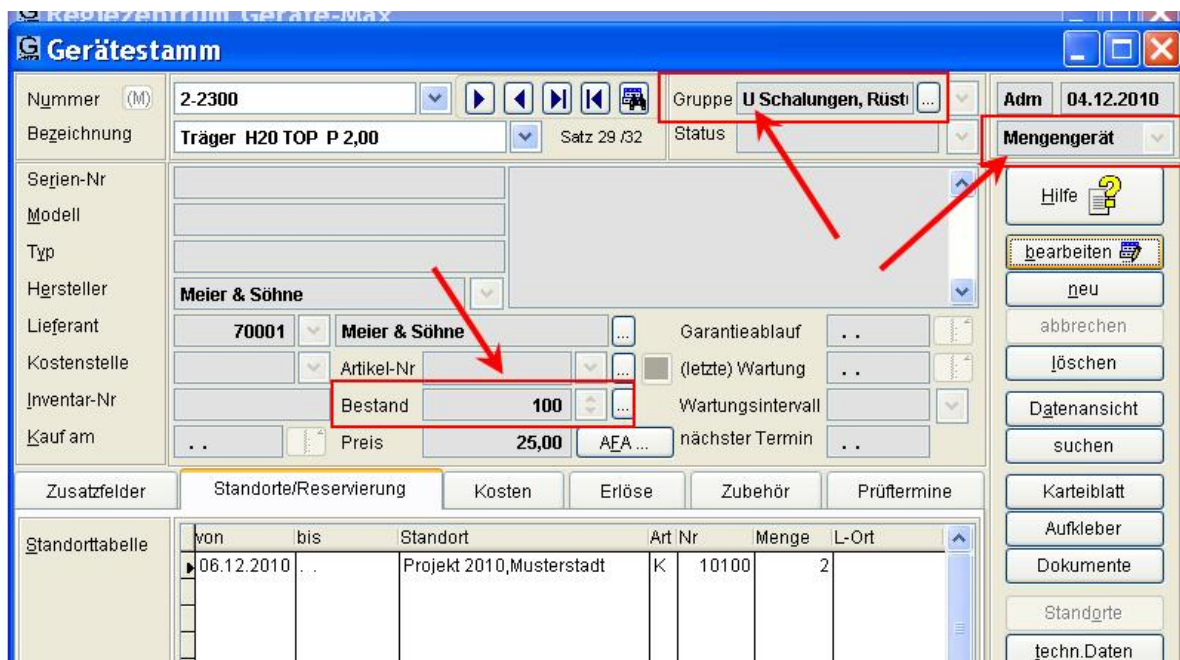 Regiezentrum Geräte-Max
Gerätestamm
Nummer (M) 2-2300 Gruppe U Schalungen, Rüst ... Adm 04.12.2010
Bezeichnung Träger H20 TOP P 2,00 Satz 29 /32 Status Mengengerät
Serien-Nr
Hilfe
Modell
Typ
bearbeiten
Hersteller Meier & Söhne
neu
Lieferant 70001 Meier & Söhne ... Garantieablauf . . abbrechen
Kostenstelle Artikel-Nr ... (letzte) Wartung . . löschen
Inventar-Nr Bestand 100 ... Wartungsintervall Datenansicht
Kauf am . . Preis 25,00 AFA ... nächster Termin . . suchen
Zusatzfelder Standorte/Reservierung Kosten Erlöse Zubehör Prüftermine Karteiblatt
Standorttabelle von bis Standort Art Nr Menge L-Ort Aufkleber
06.12.2010 . . Projekt 2010,Musterstadt K 10100 2 Dokumente
Standorte
techn.Daten